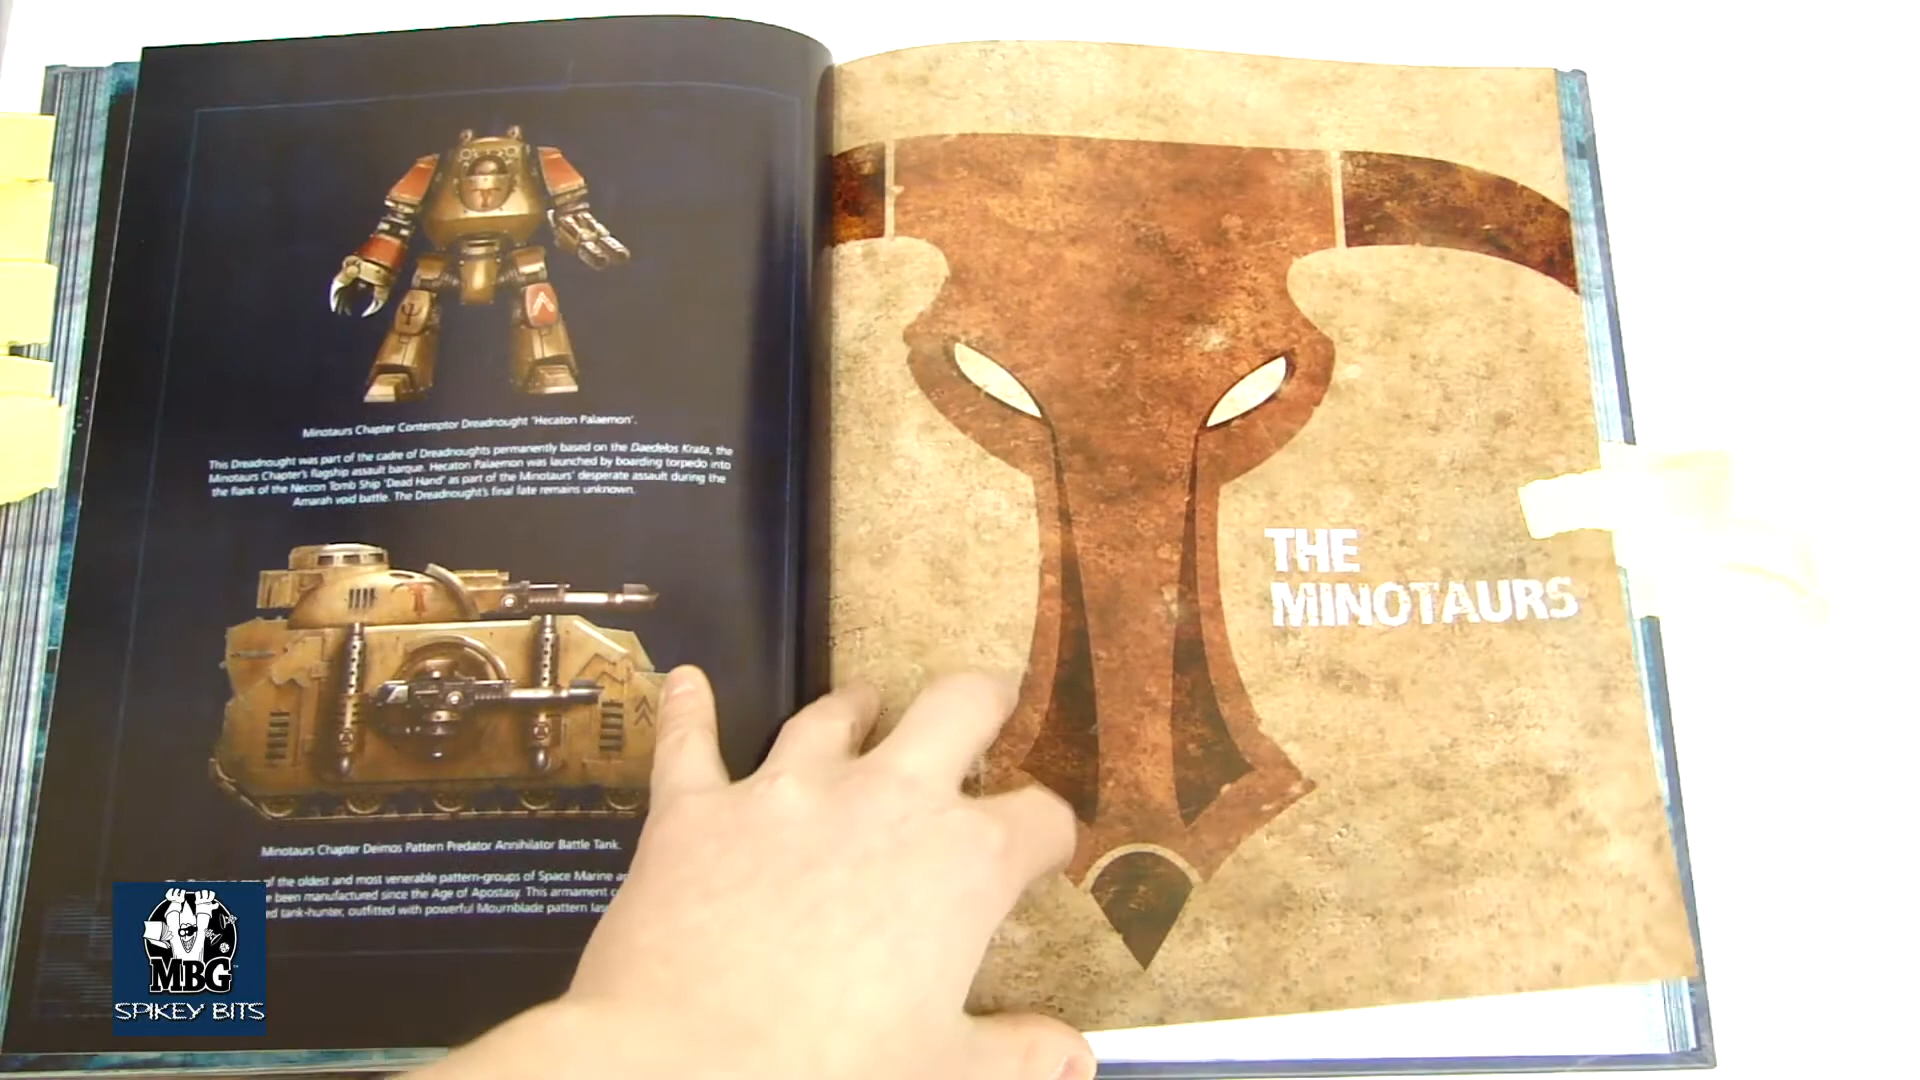 Minotaurs Chapter Contemptor Dreadnought 'Hecaton Palaemon'.
This Dreadnought was part of the cadre of Dreadnoughts permanently based on the Daedelos Krata, the
Minotaurs Chapter's flagship assault barque. Hecaton Palaemon was launched by boarding torpedo into
the flank of the Necron Tomb Ship 'Dead Hand' as part of the Minotaurs' desperate assault during the
Amarah void battle. The Dreadnought's final fate remains unknown.
Minotaurs Chapter Deimos Pattern Predator Annihilator Battle Tank.
of the oldest and most venerable pattern-groups of Space Marine
been manufactured since the Age of Apostasy. This armament
tank-hunter, outfitted with powerful Mournblade pattern
THE
MINOTAURS
MBG
SPIKEY BITS